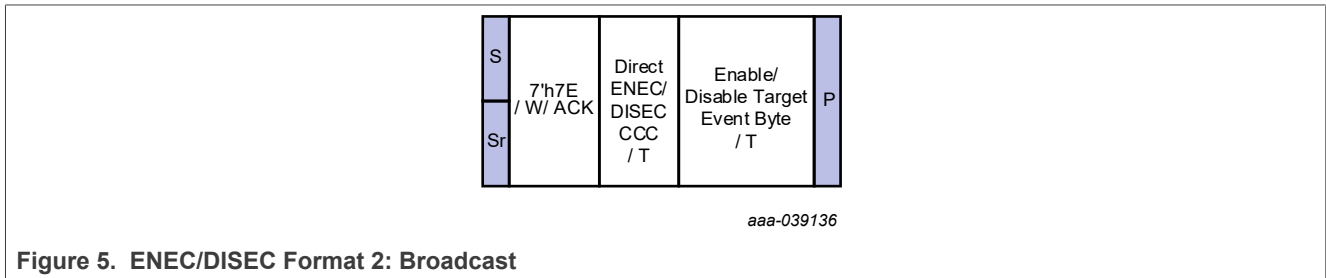 S
Sr
7'h7E
/ W/ ACK
Direct
ENEC/
DISEC
CCC
/ T
Enable/
Disable Target
Event Byte
/ T
P
aaa-039136
Figure 5. ENEC/DISEC Format 2: Broadcast